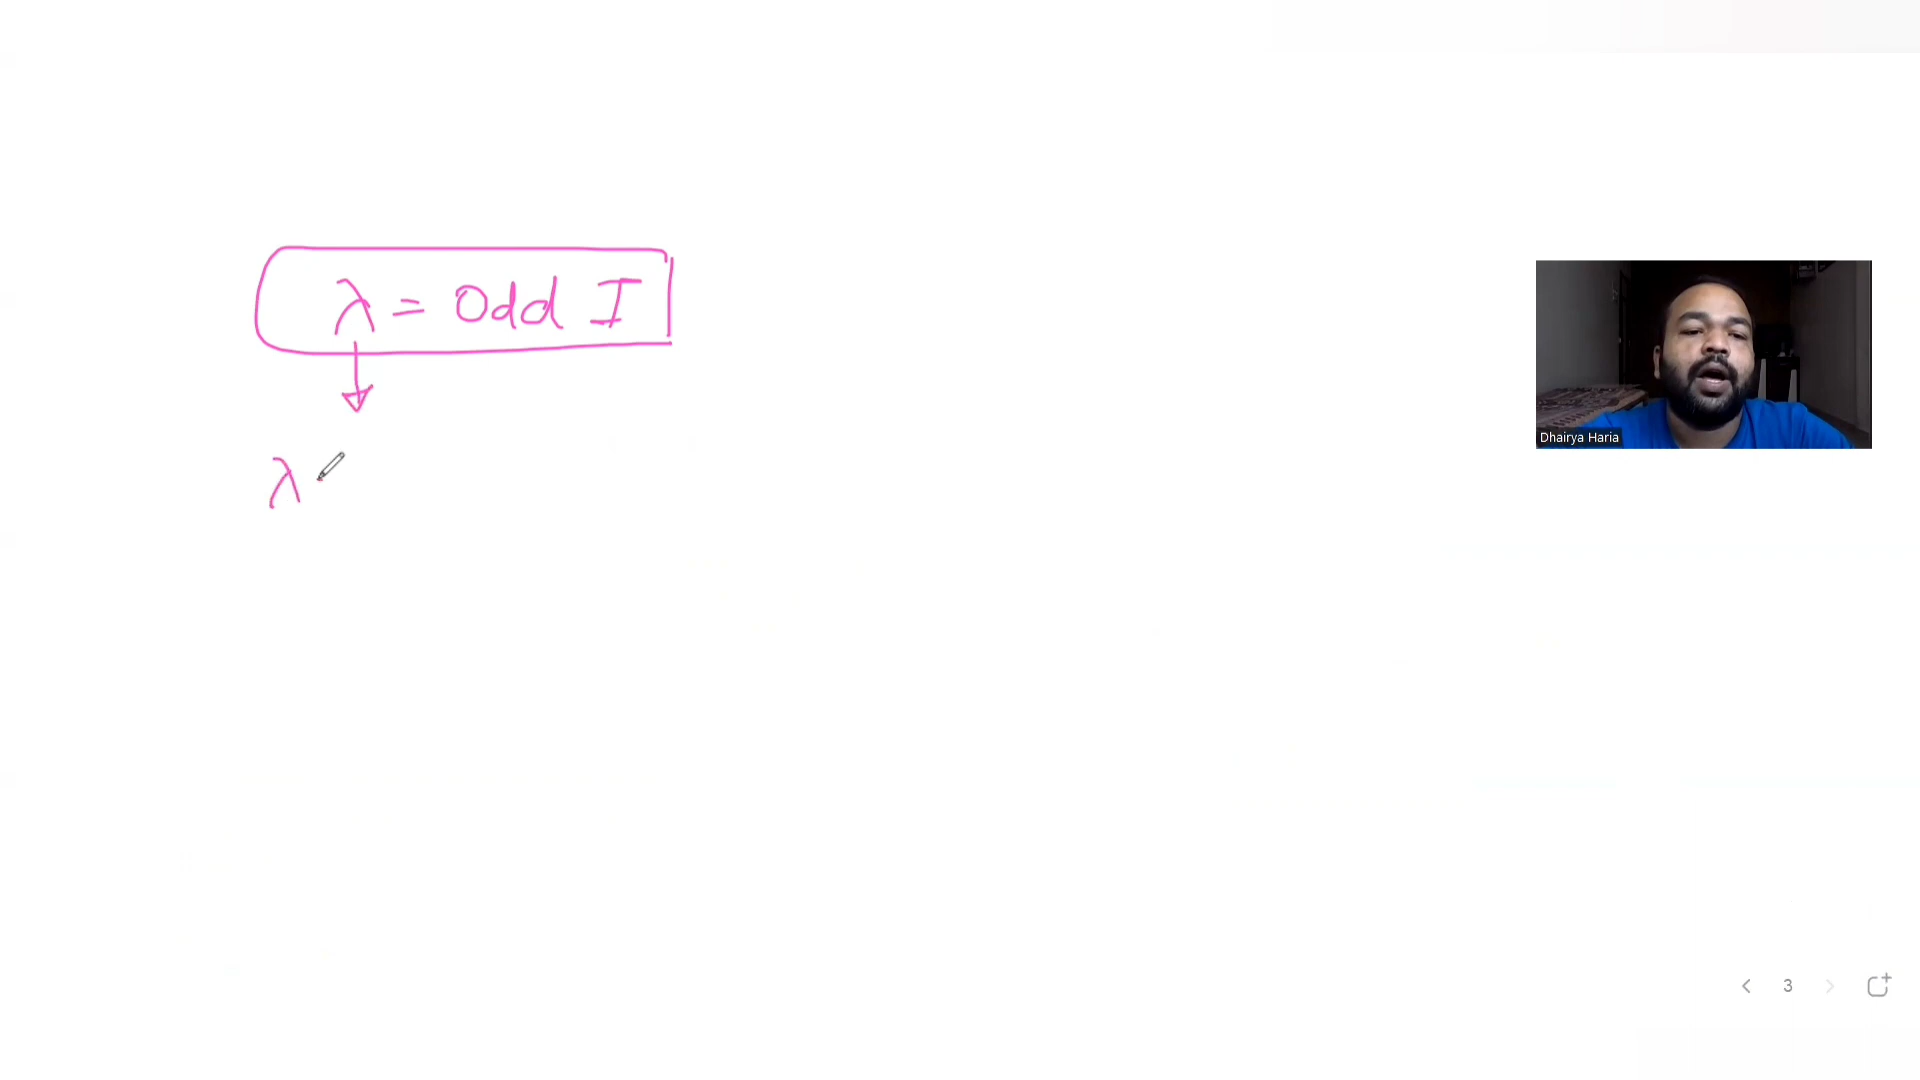 λ = Odd I
λ
Dhairya Haria
3